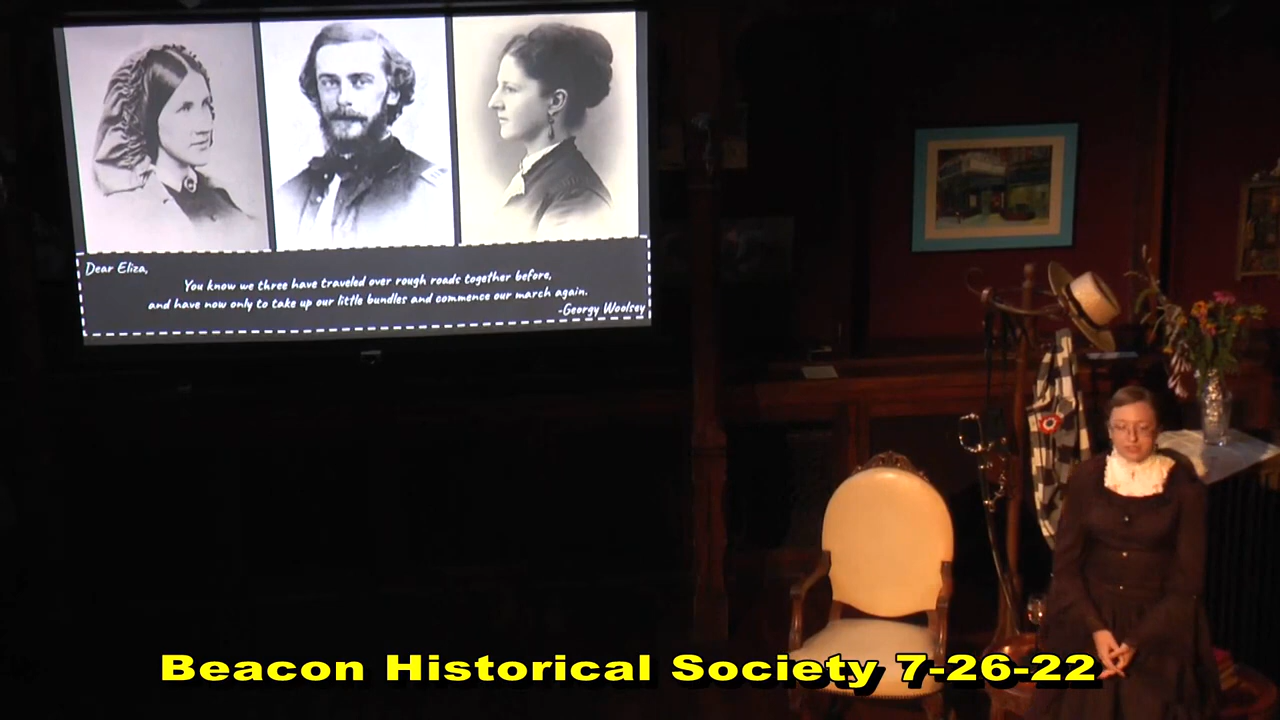 Dear Eliza,
You know we three have traveled over rough roads together before,
and have now only to take up our little bundles and commence our march again.
-Georgy Woolsey
Beacon Historical Society 7-26-22